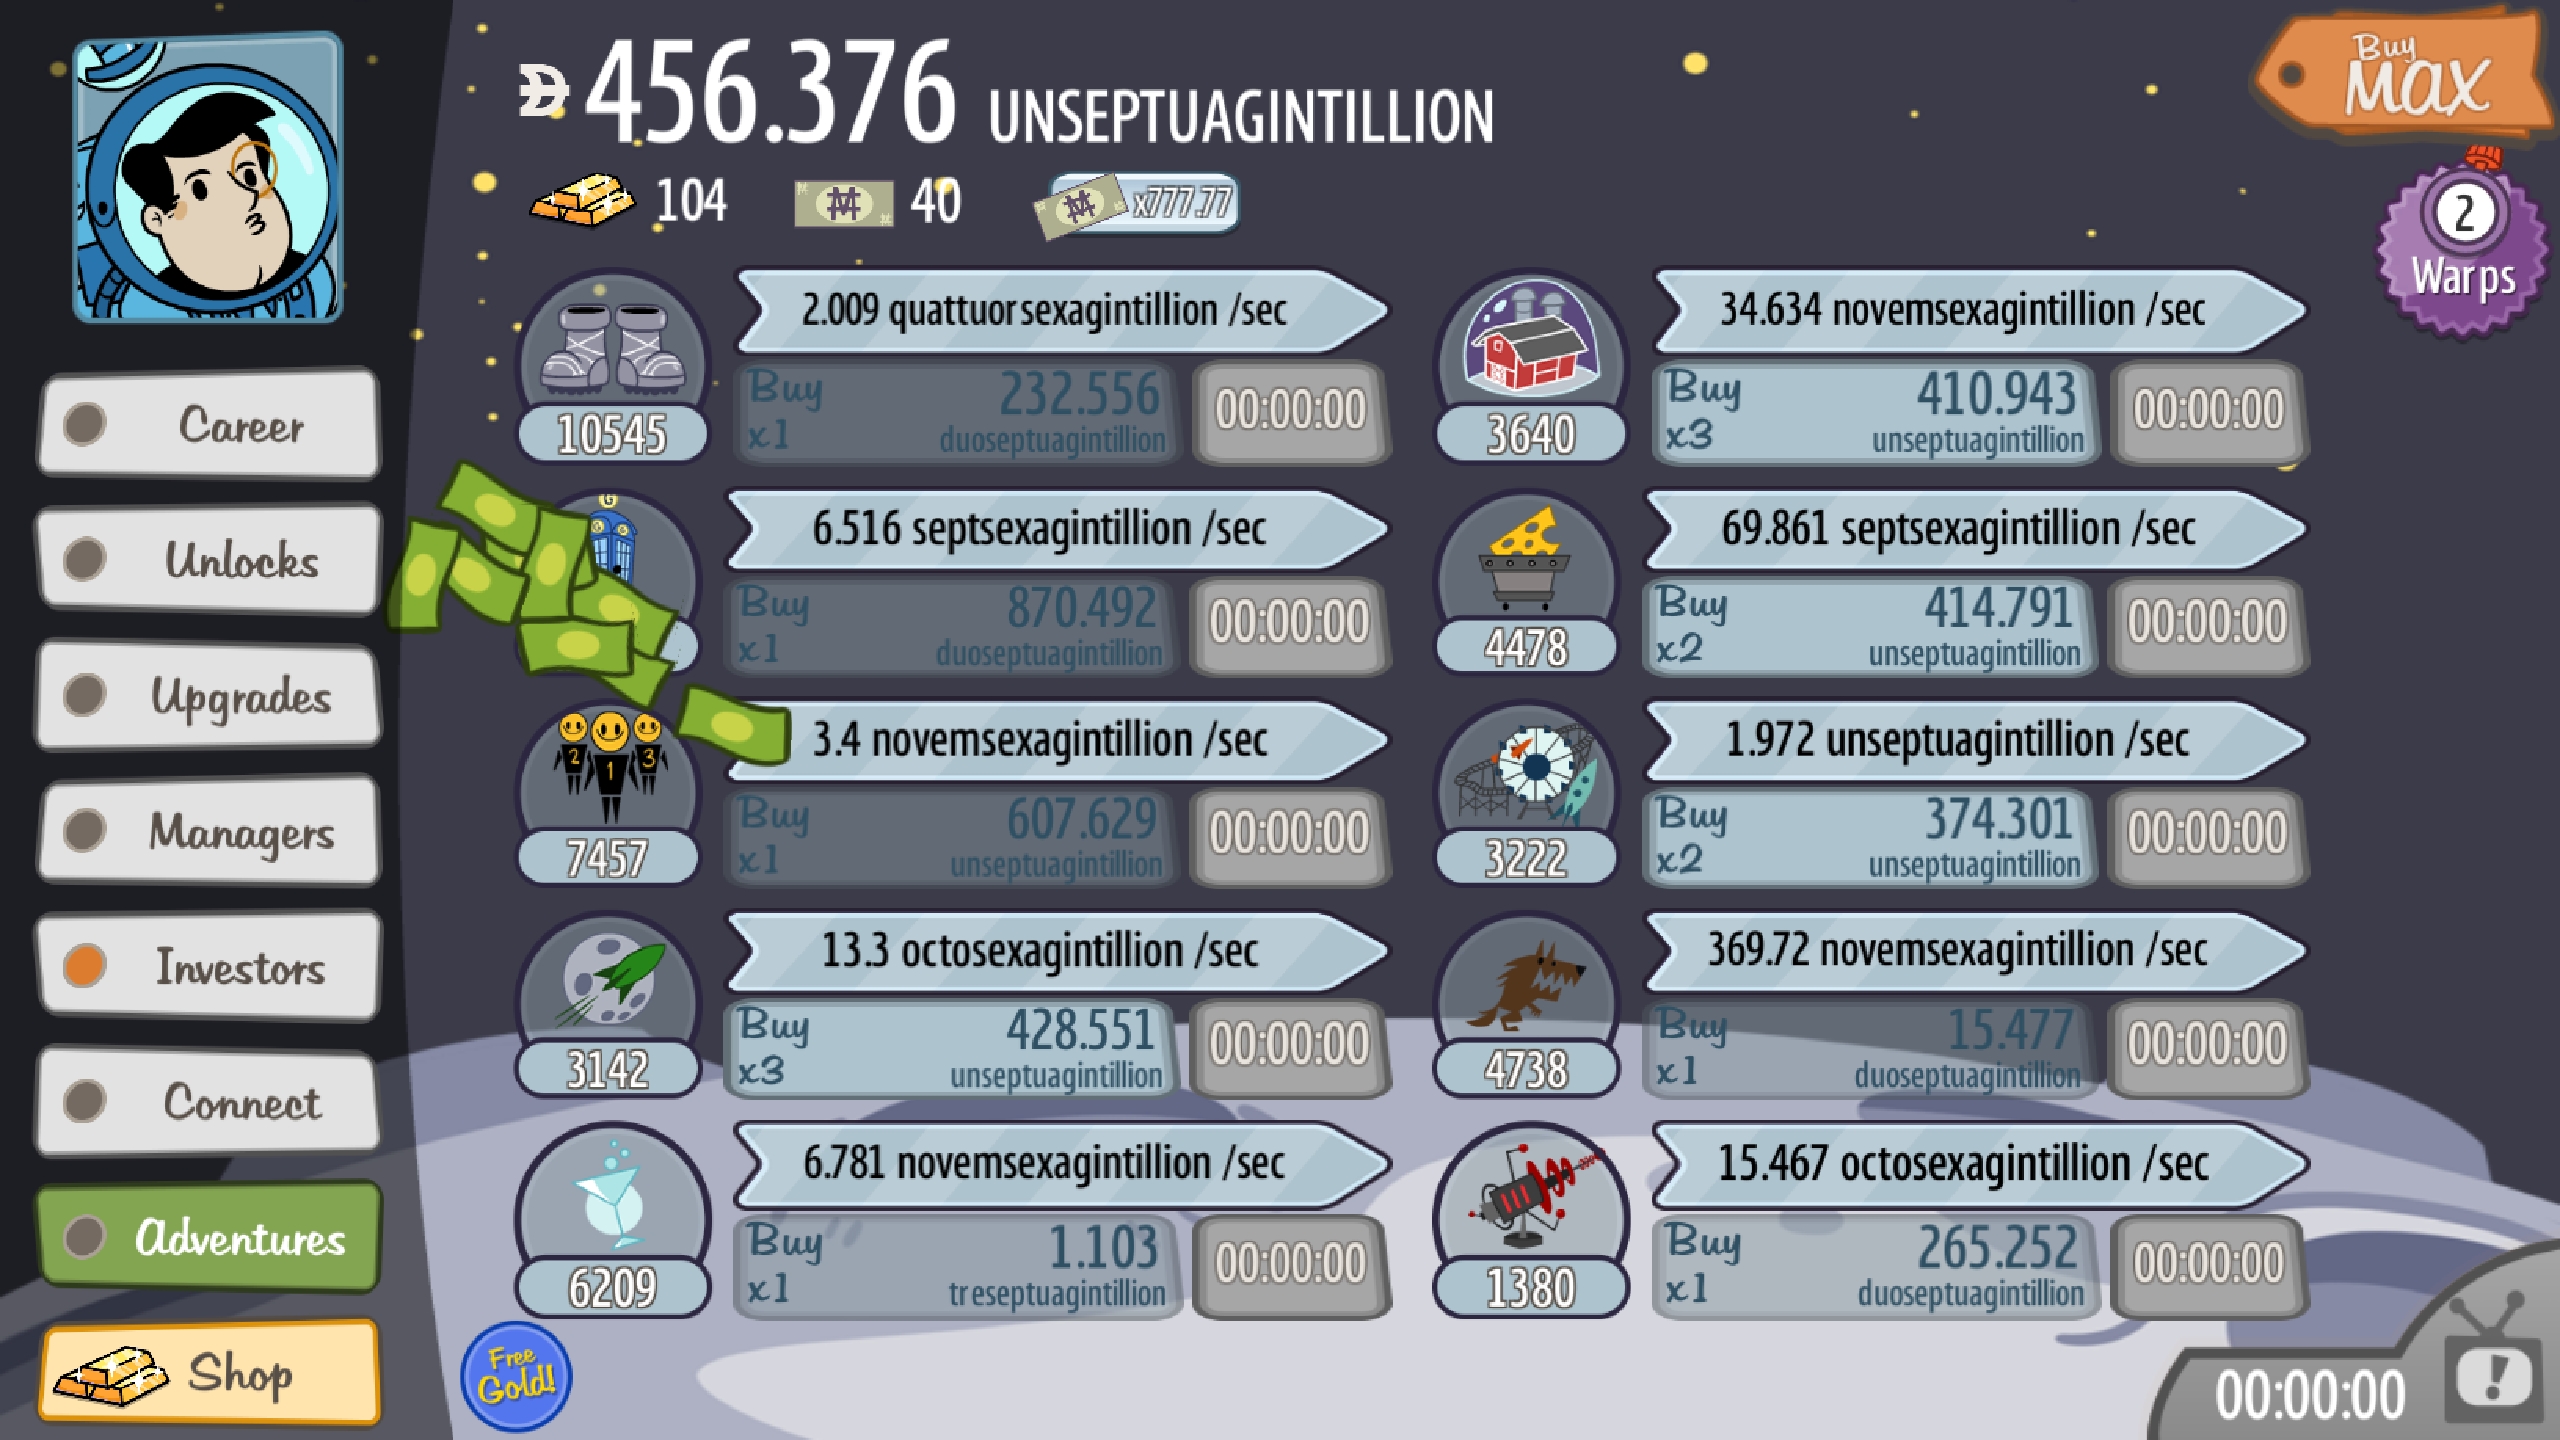 456.376 UNSEPTUAGINTILLION
104
40
x777.77
Buy
MAX
2
Warps
Career
Unlocks
Upgrades
Managers
Investors
Connect
Adventures
Shop
2.009 quattuorsexagintillion /sec
Buy
x1
232.556
duoseptuagintillion
00:00:00
10545
34.634 novemsexagintillion /sec
Buy
x3
410.943
unseptuagintillion
00:00:00
3640
G
6.516 septsexagintillion /sec
Buy
x1
870.492
duoseptuagintillion
00:00:00
69.861 septsexagintillion /sec
Buy
x2
414.791
unseptuagintillion
00:00:00
4478
2 1 3
3.4 novemsexagintillion /sec
Buy
x1
607.629
unseptuagintillion
00:00:00
7457
1.972 unseptuagintillion /sec
Buy
x2
374.301
unseptuagintillion
00:00:00
3222
13.3 octosexagintillion /sec
Buy
x3
428.551
unseptuagintillion
00:00:00
3142
369.72 novemsexagintillion /sec
Buy
x1
15.477
duoseptuagintillion
00:00:00
4738
6.781 novemsexagintillion /sec
Buy
x1
1.103
treseptuagintillion
00:00:00
6209
15.467 octosexagintillion /sec
Buy
x1
265.252
duoseptuagintillion
00:00:00
1380
Free
Gold!
00:00:00
!